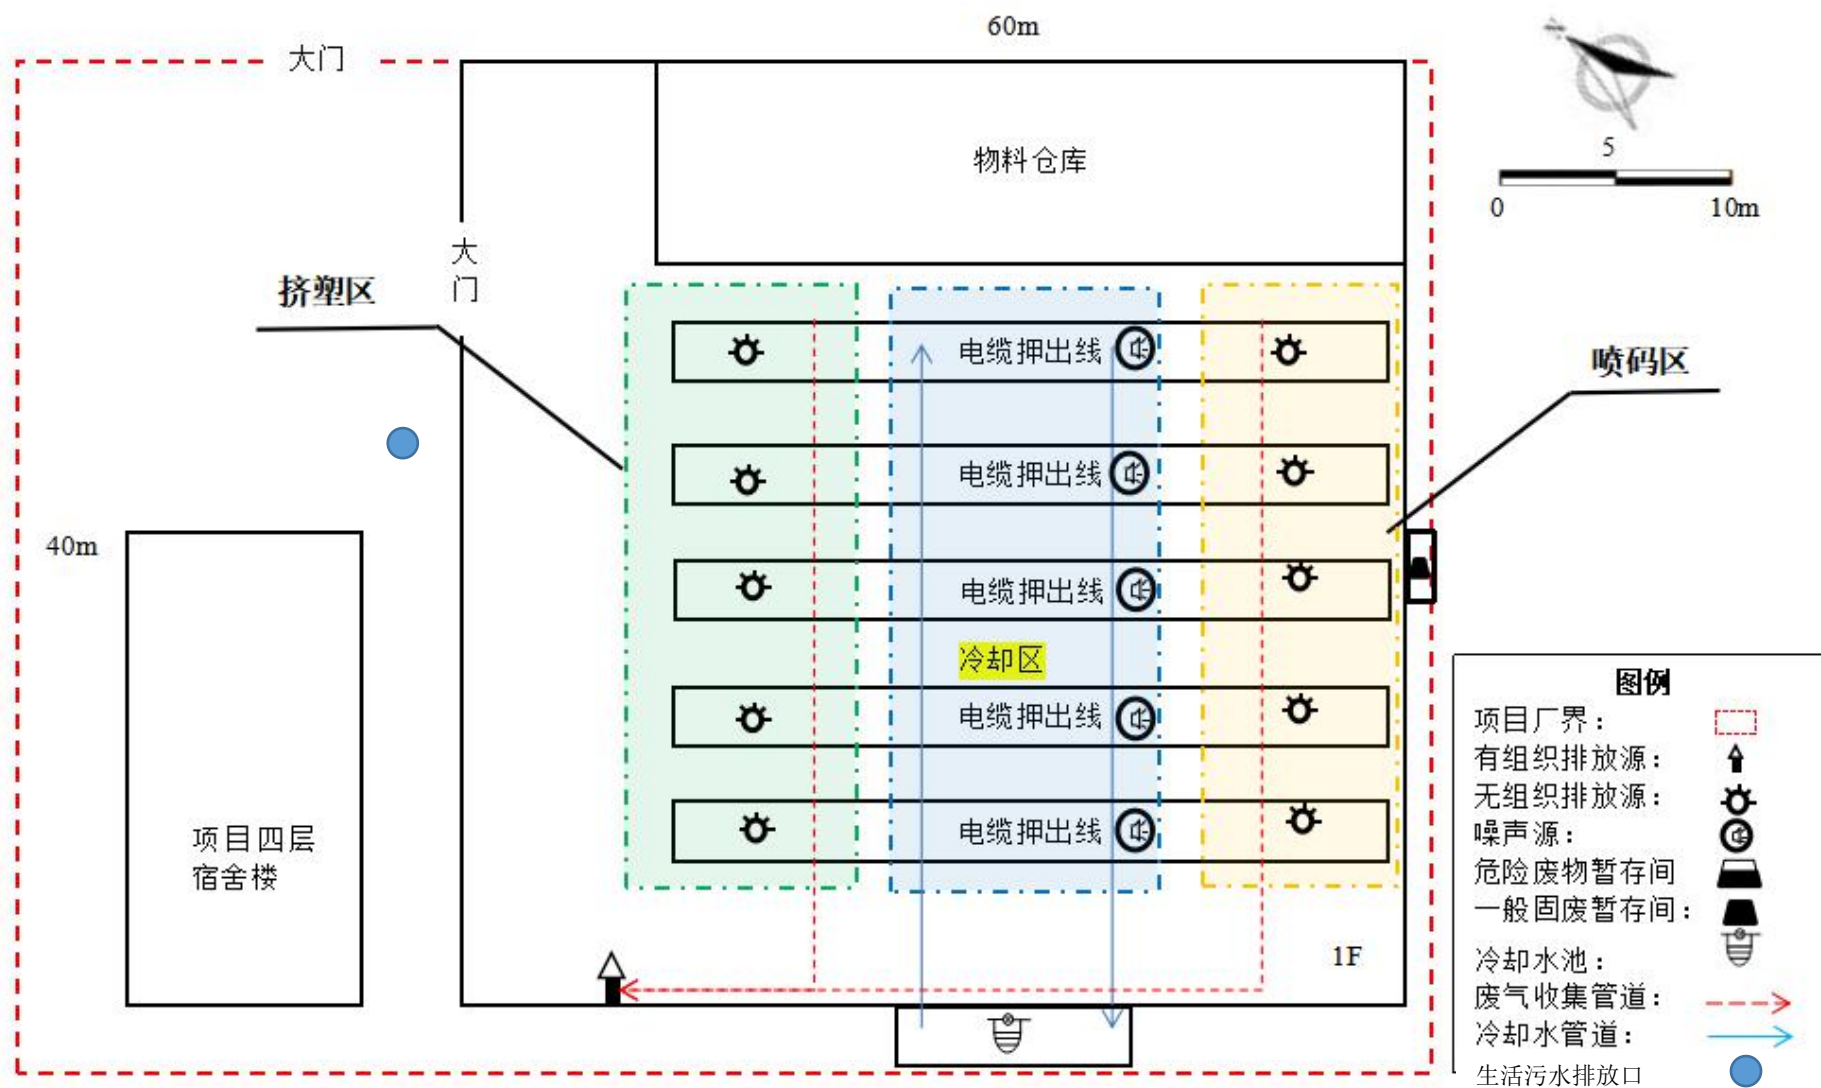 60m
大门
5
0
10m
物料仓库
大
门
挤塑区
喷码区
电缆押出线
电缆押出线
40m
电缆押出线
冷却区
电缆押出线
电缆押出线
项目四层
宿舍楼
1F
图例
项目厂界：
有组织排放源：
无组织排放源：
噪声源：
危险废物暂存间
一般固废暂存间：
冷却水池：
废气收集管道：
冷却水管道：
生活污水排放口